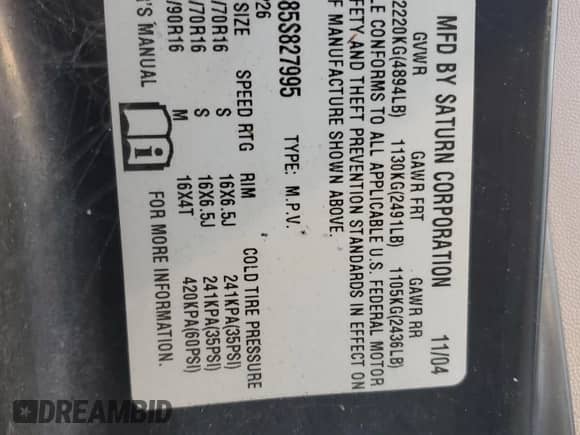 MFD BY SATURN CORPORATION 11/04
GVWR GAWR FRT GAWR RR
2220KG(4894LB) 1130KG(2491LB) 1105KG(2436LB)
LE CONFORMS TO ALL APPLICABLE U.S. FEDERAL MOTOR
FETY AND THEFT PREVENTION STANDARDS IN EFFECT ON
F MANUFACTURE SHOWN ABOVE.
85S827995 TYPE: M.P.V.
26
SIZE SPEED RTG RIM COLD TIRE PRESSURE
/70R16 S 16X6.5J 241KPA(35PSI)
/70R16 S 16X6.5J 241KPA(35PSI)
/90R16 M 16X4T 420KPA(60PSI)
'S MANUAL i FOR MORE INFORMATION.
DREAMBID